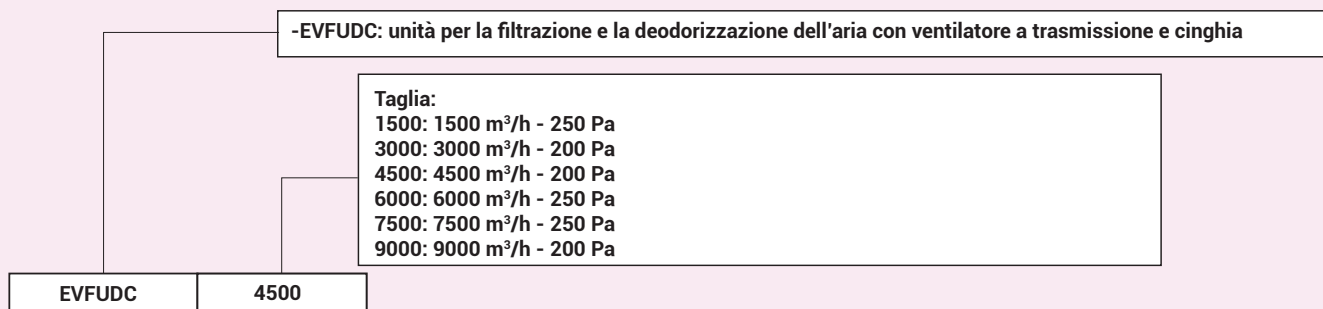 -EVFUDC: unità per la filtrazione e la deodorizzazione dell'aria con ventilatore a trasmissione e cinghia
Taglia:
1500: 1500 m³/h - 250 Pa
3000: 3000 m³/h - 200 Pa
4500: 4500 m³/h - 200 Pa
6000: 6000 m³/h - 250 Pa
7500: 7500 m³/h - 250 Pa
9000: 9000 m³/h - 200 Pa
EVFUDC 4500